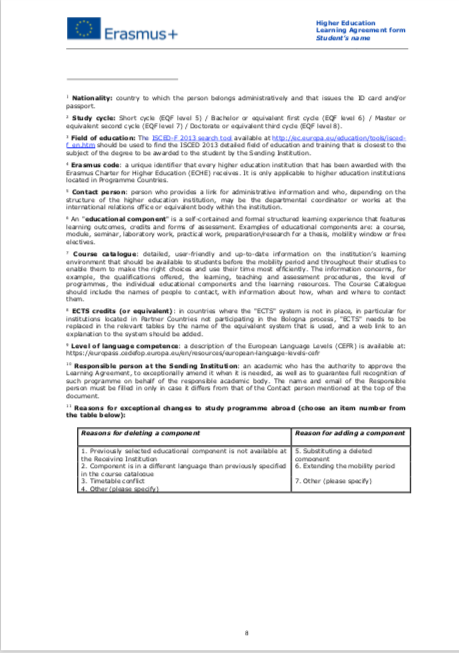 Erasmus+
Higher Education
Learning Agreement form
Student's name
1 Nationality: country to which the person belongs administratively and that issues the ID card and/or
passport.
2 Study cycle: Short cycle (EQF level 5) / Bachelor or equivalent first cycle (EQF level 6) / Master or
equivalent second cycle (EQF level 7) / Doctorate or equivalent third cycle (EQF level 8).
3 Field of education: The ISCED-F 2013 search tool available at http://ec.europa.eu/education/tools/isced-
f_en.htm should be used to find the ISCED 2013 detailed field of education and training that is closest to the
subject of the degree to be awarded to the student by the Sending Institution.
4 Erasmus code: a unique identifier that every higher education institution that has been awarded with the
Erasmus Charter for Higher Education (ECHE) receives. It is only applicable to higher education institutions
located in Programme Countries.
5 Contact person: person who provides a link for administrative information and who, depending on the
structure of the higher education institution, may be the departmental coordinator or works at the
international relations office or equivalent body within the institution.
6 An "educational component" is a self-contained and formal structured learning experience that features
learning outcomes, credits and forms of assessment. Examples of educational components are: a course,
module, seminar, laboratory work, practical work, preparation/research for a thesis, mobility window or free
electives.
7 Course catalogue: detailed, user-friendly and up-to-date information on the institution's learning
environment that should be available to students before the mobility period and throughout their studies to
enable them to make the right choices and use their time most efficiently. The information concerns, for
example, the qualifications offered, the learning, teaching and assessment procedures, the level of
programmes, the individual educational components and the learning resources. The Course Catalogue
should include the names of people to contact, with information about how, when and where to contact
them.
8 ECTS credits (or equivalent): in countries where the "ECTS" system is not in place, in particular for
institutions located in Partner Countries not participating in the Bologna process, "ECTS" needs to be
replaced in the relevant tables by the name of the equivalent system that is used, and a web link to an
explanation to the system should be added.
9 Level of language competence: a description of the European Language Levels (CEFR) is available at:
https://europass.cedefop.europa.eu/en/resources/european-language-levels-cefr
10 Responsible person at the Sending Institution: an academic who has the authority to approve the
Learning Agreement, to exceptionally amend it when it is needed, as well as to guarantee full recognition of
such programme on behalf of the responsible academic body. The name and email of the Responsible
person must be filled in only in case it differs from that of the Contact person mentioned at the top of the
document.
11 Reasons for exceptional changes to study programme abroad (choose an item number from
the table below):
Reasons for deleting a component
Reason for adding a component
1. Previously selected educational component is not available at
the Receiving Institution
2. Component is in a different language than previously specified
in the course catalogue
3. Timetable conflict
4. Other (please specify)
5. Substituting a deleted
component
6. Extending the mobility period
7. Other (please specify)
8